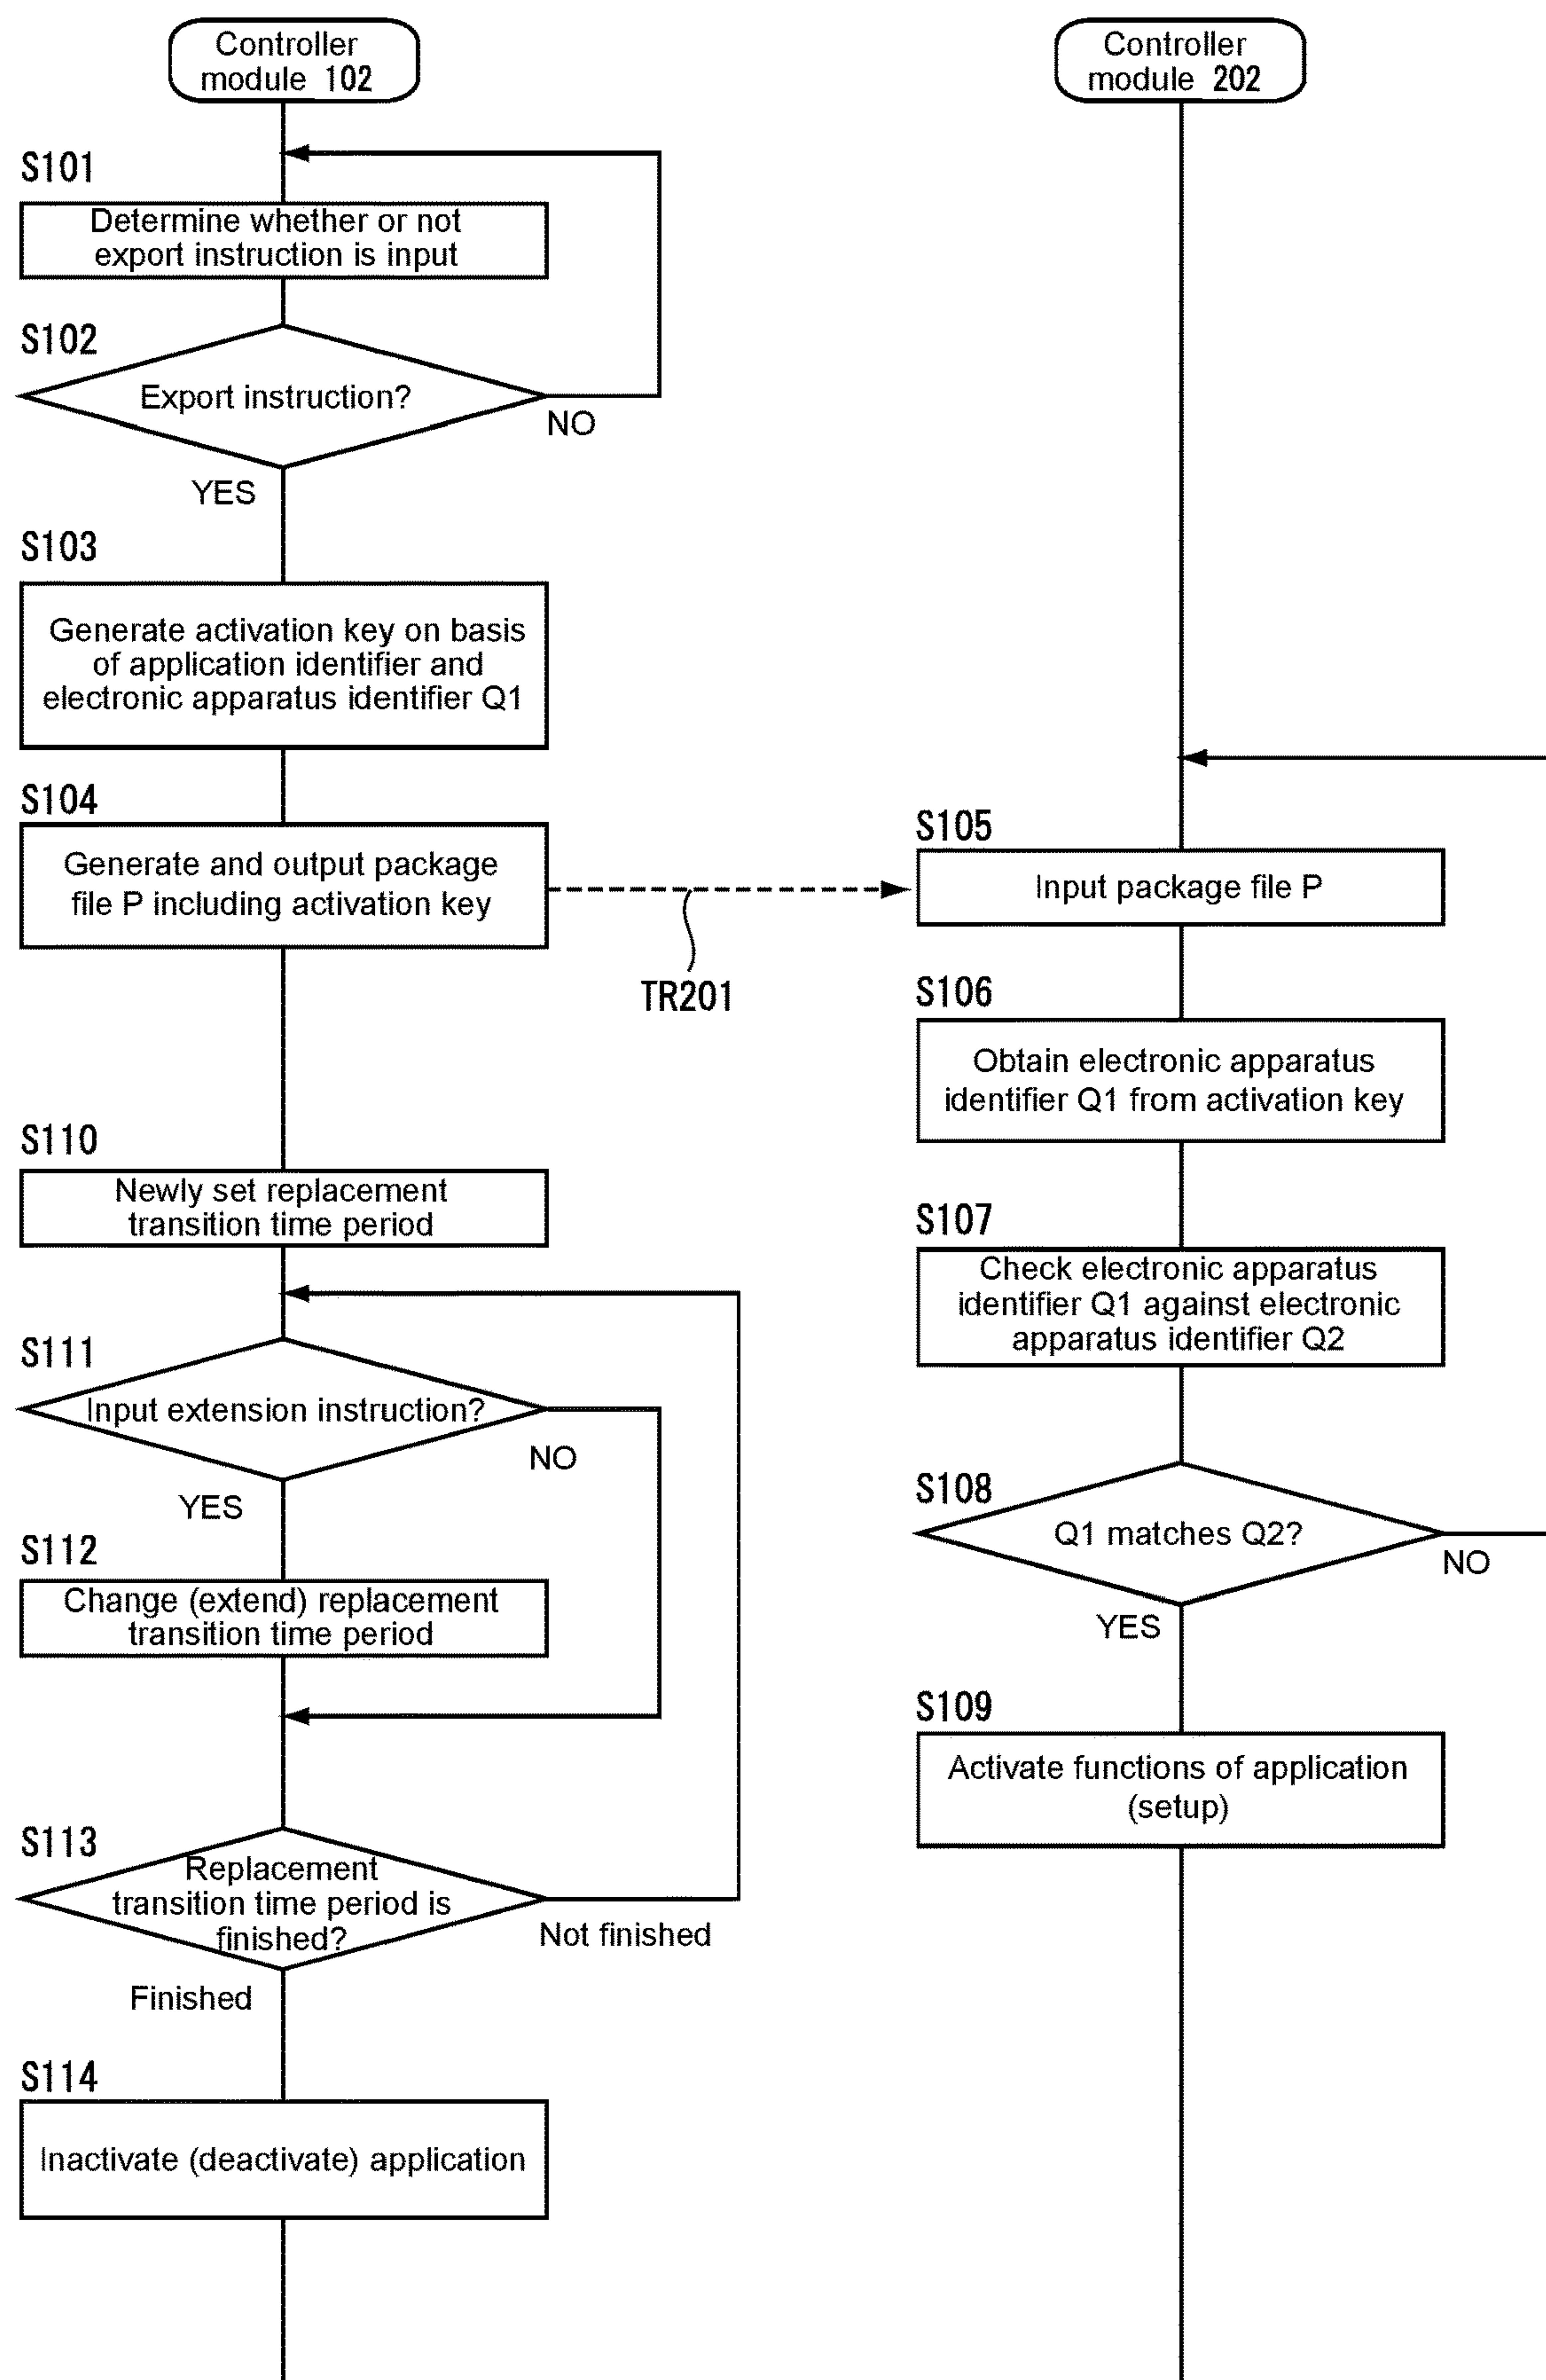 Controller
module 102
S101
Determine whether or not
export instruction is input
S102
Export instruction?
NO
YES
S103
Generate activation key on basis
of application identifier and
electronic apparatus identifier Q1
S104
Generate and output package
file P including activation key
TR201
S110
Newly set replacement
transition time period
S111
Input extension instruction?
NO
YES
S112
Change (extend) replacement
transition time period
S113
Replacement
transition time period is
finished?
Not finished
Finished
S114
Inactivate (deactivate) application
Controller
module 202
S105
Input package file P
S106
Obtain electronic apparatus
identifier Q1 from activation key
S107
Check electronic apparatus
identifier Q1 against electronic
apparatus identifier Q2
S108
Q1 matches Q2?
NO
YES
S109
Activate functions of application
(setup)